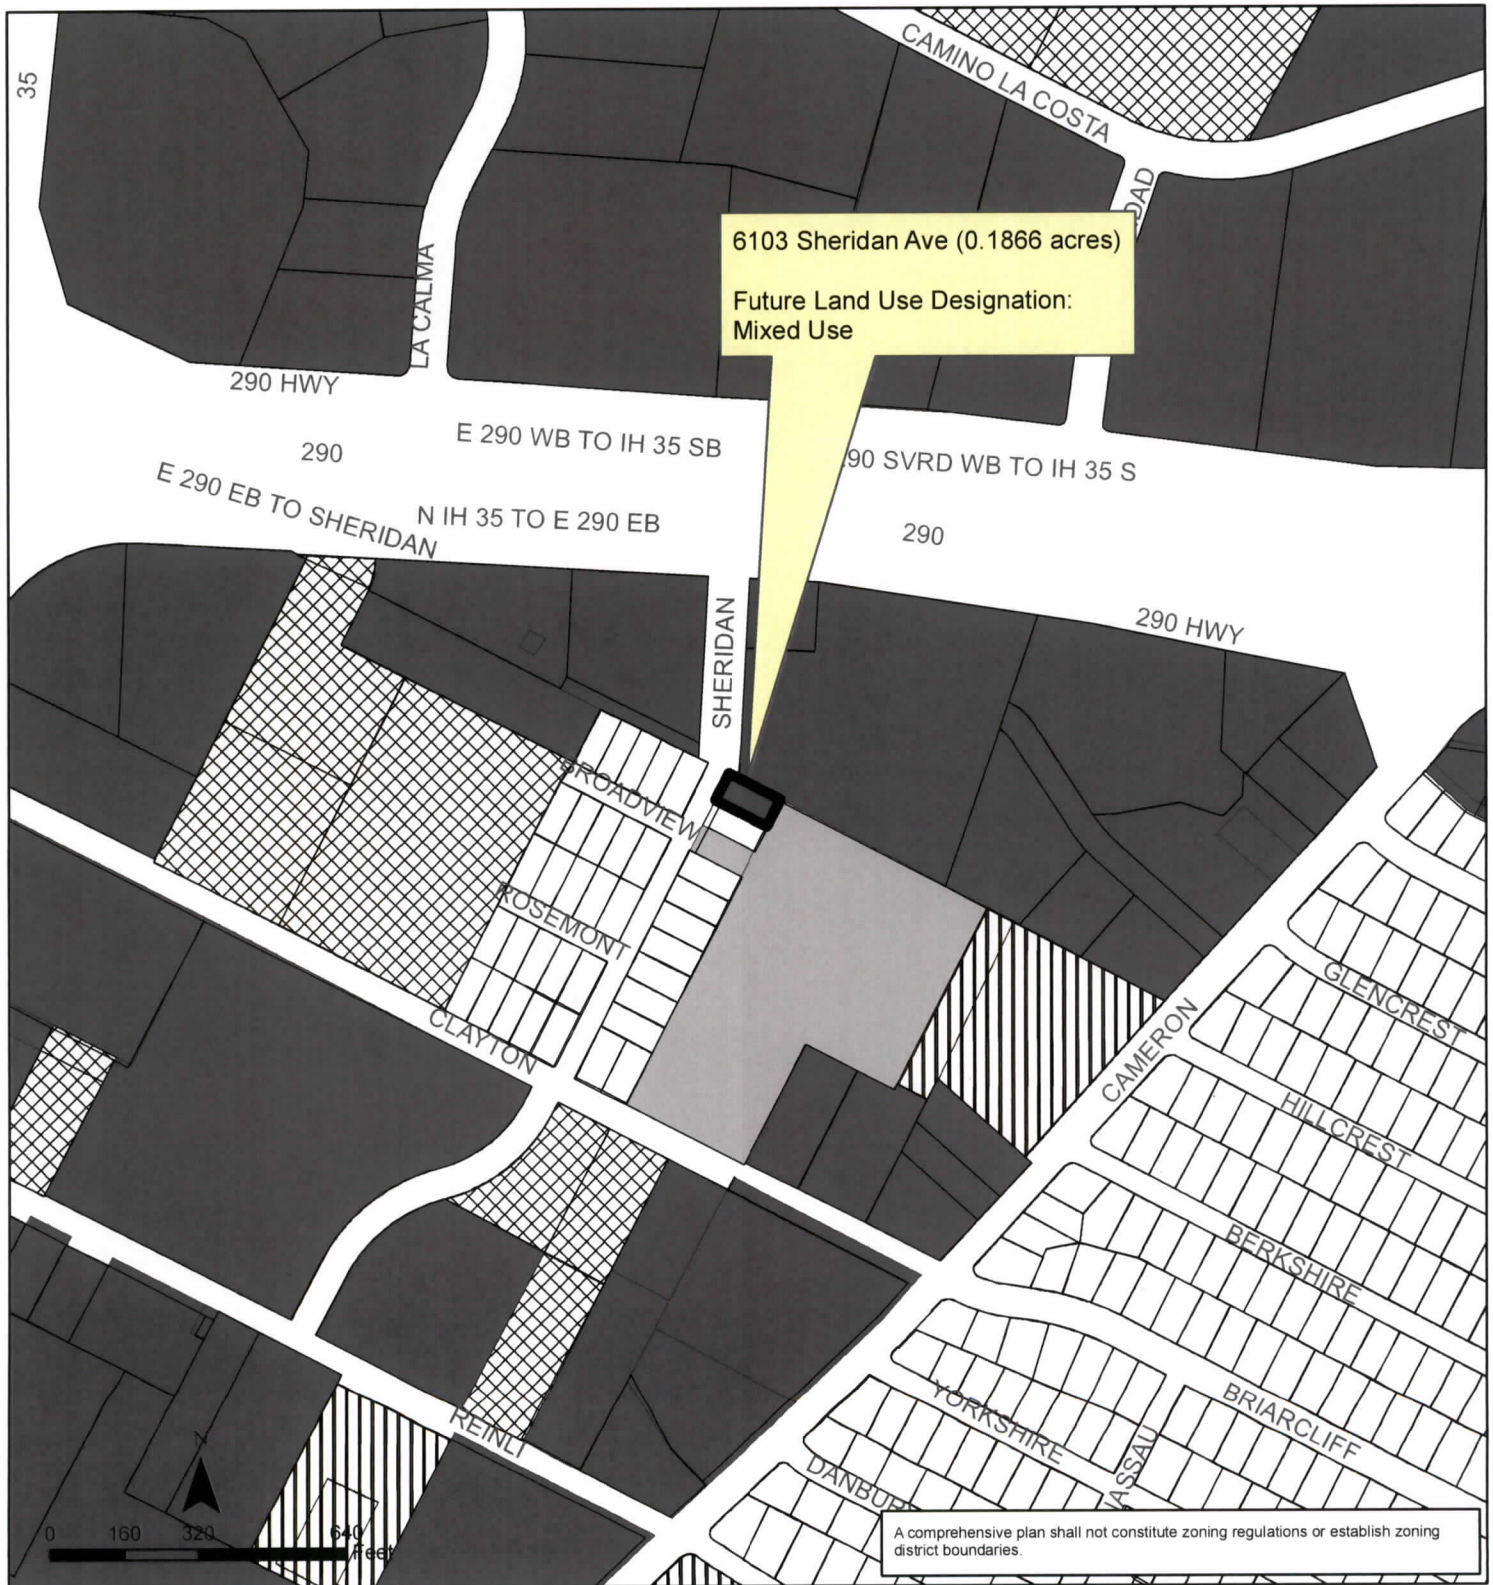 35
CAMINO LA COSTA
6103 Sheridan Ave (0.1866 acres)
Future Land Use Designation:
Mixed Use
LA CALMA
290 HWY
E 290 WB TO IH 35 SB
290
E 290 EB TO SHERIDAN
N IH 35 TO E 290 EB
90 SVRD WB TO IH 35 S
290
290 HWY
SHERIDAN
BROADVIEW
ROSEMONT
CLAYTON
CAMERON
GLENCREST
HILLCREST
BERKSHIRE
BRIARCLIFF
YORKSHIRE
REINLI
N
0 160 320 640
Feet
A comprehensive plan shall not constitute zoning regulations or establish zoning
district boundaries.